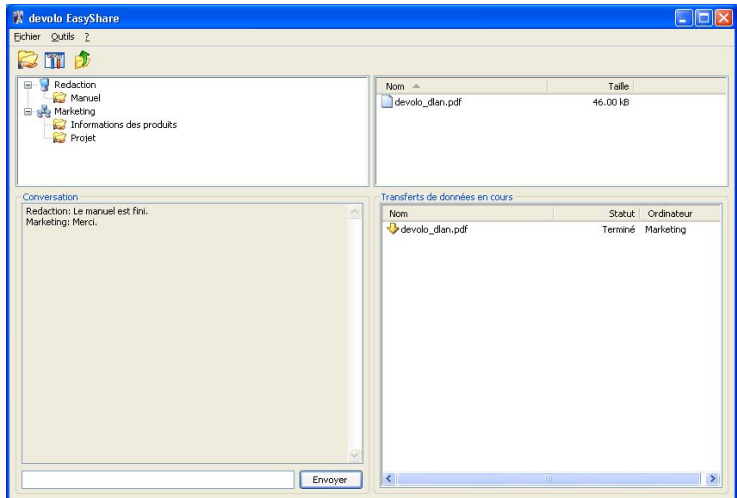 devolo EasyShare
Fichier Outils ?
Redaction
Manuel
Marketing
Informations des produits
Projet
Nom Taille
devolo_dlan.pdf 46.00 kB
Conversation
Redaction: Le manuel est fini.
Marketing: Merci.
Envoyer
Transferts de données en cours
Nom Statut Ordinateur
devolo_dlan.pdf Terminé Marketing